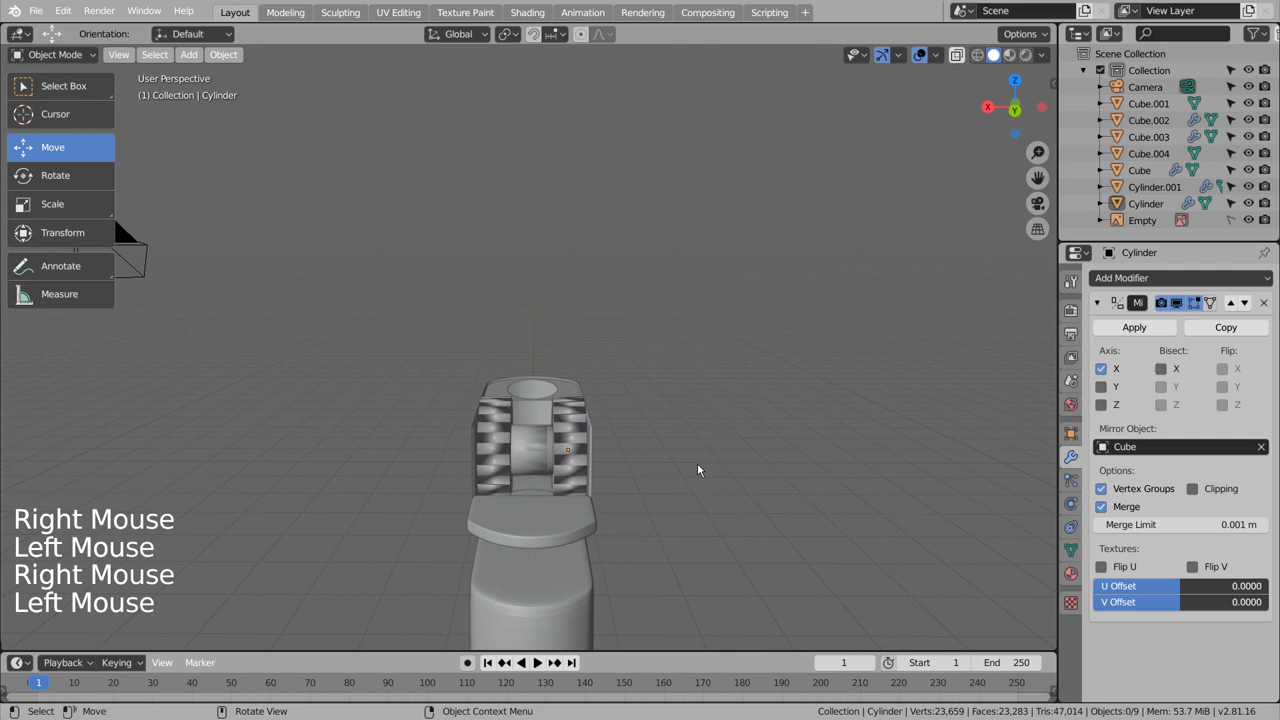 File Edit Render Window Help Layout Modeling Sculpting UV Editing Texture Paint Shading Animation Rendering Compositing Scripting + Scene View Layer
Orientation: Default Global Options
Object Mode View Select Add Object
Scene Collection
Collection
Camera
Cube.001
Cube.002
Cube.003
Cube.004
Cube
Cylinder.001
Cylinder
Empty
Select Box
Cursor
Move
Rotate
Scale
Transform
Annotate
Measure
User Perspective
(1) Collection | Cylinder
Z
X
Y
Cylinder
Add Modifier
Mi
Apply Copy
Axis: Bisect: Flip:
X X X
Y Y Y
Z Z Z
Mirror Object:
Cube
Options:
Vertex Groups Clipping
Merge
Merge Limit 0.001 m
Textures:
Flip U Flip V
U Offset 0.0000
V Offset 0.0000
Right Mouse
Left Mouse
Right Mouse
Left Mouse
Playback Keying View Marker 1 Start 1 End 250
1 10 20 30 40 50 60 70 80 90 100 110 120 130 140 150 160 170 180 190 200 210 220 230 240 250
Select Move Rotate View Object Context Menu Collection | Cylinder | Verts:23,659 | Faces:23,283 | Tris:47,014 | Objects:0/9 | Mem: 53.7 MiB | v2.81.16